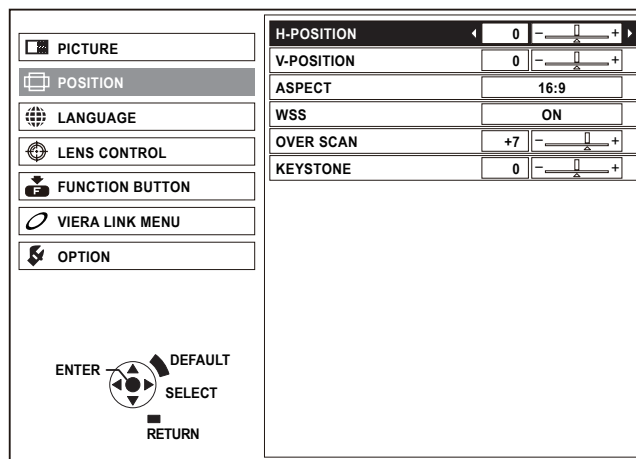 PICTURE
POSITION
LANGUAGE
LENS CONTROL
F
FUNCTION BUTTON
VIERA LINK MENU
OPTION
ENTER
DEFAULT
SELECT
RETURN
H-POSITION 0 - +
V-POSITION 0 - +
ASPECT 16:9
WSS ON
OVER SCAN +7 - +
KEYSTONE 0 - +